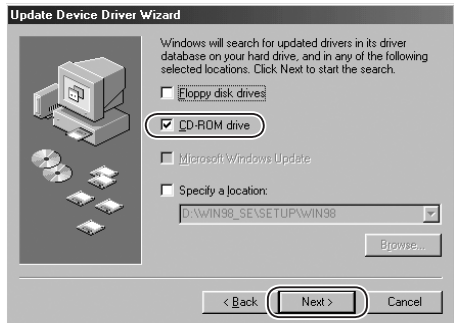 Update Device Driver Wizard
Windows will search for updated drivers in its driver
database on your hard drive, and in any of the following
selected locations. Click Next to start the search.
Floppy disk drives
CD-ROM drive
Microsoft Windows Update
Specify a location:
D:\WIN98_SE\SETUP\WIN98
Browse...
< Back Next > Cancel